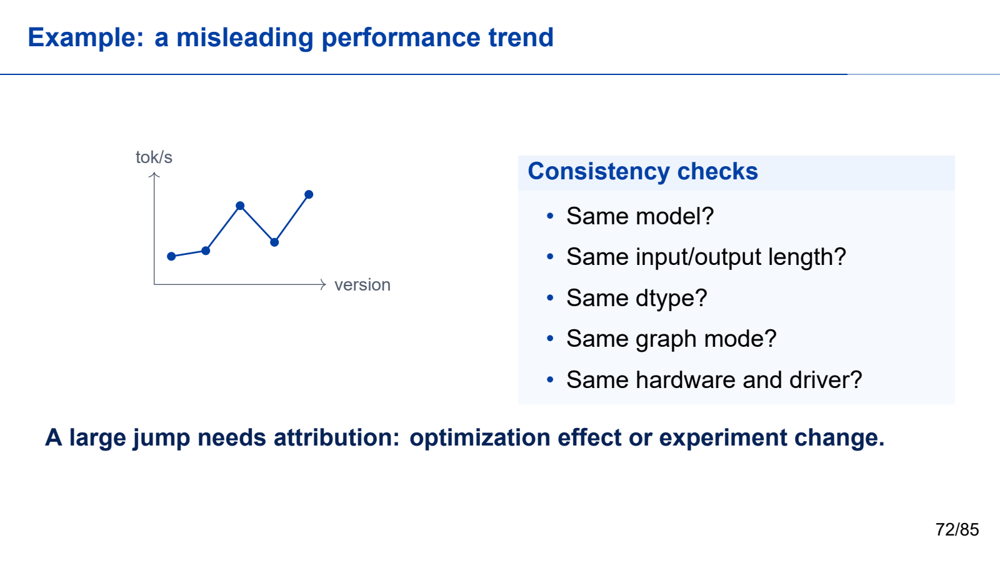 Example: a misleading performance trend
tok/s
version
Consistency checks
• Same model?
• Same input/output length?
• Same dtype?
• Same graph mode?
• Same hardware and driver?
A large jump needs attribution: optimization effect or experiment change.
72/85